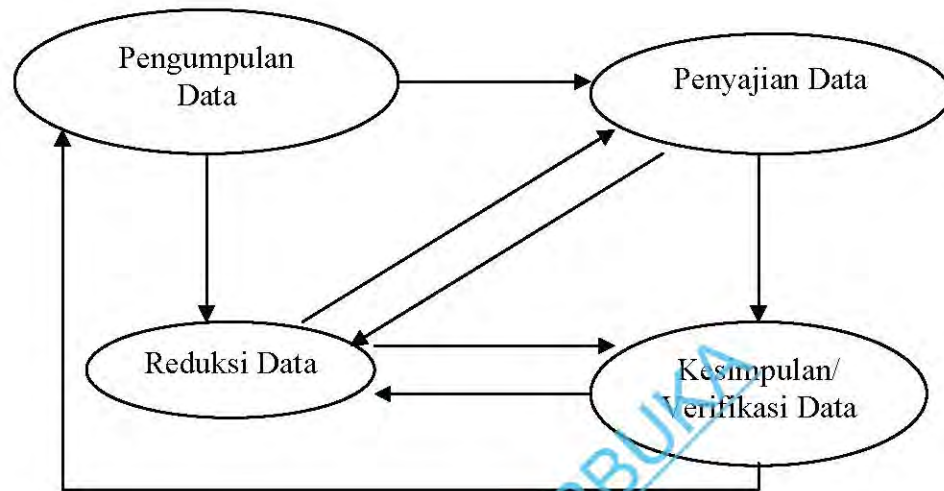 Pengumpulan
Data
Penyajian Data
Reduksi Data
Kesimpulan/
Verifikasi Data